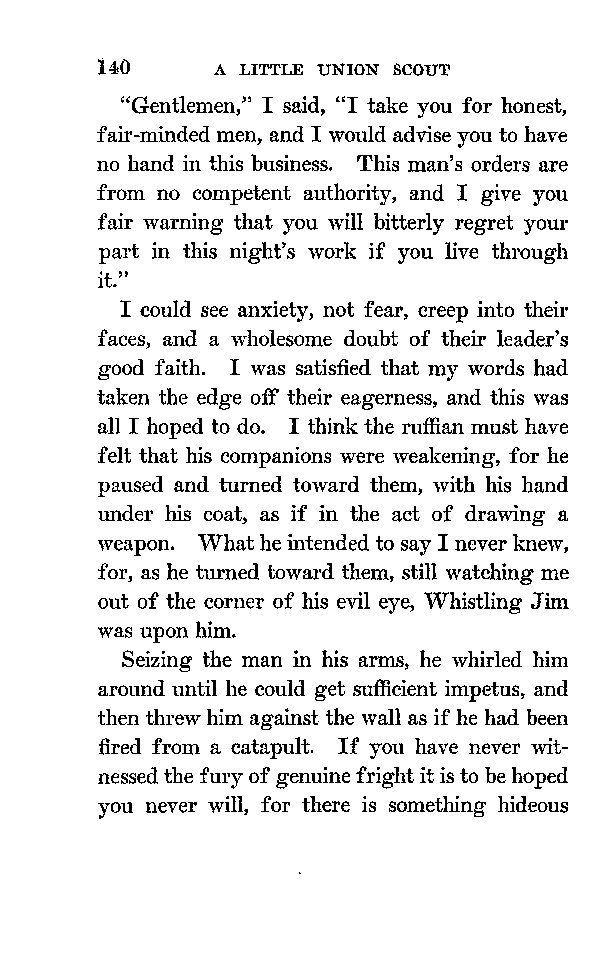 140 A LITTLE UNION SCOUT
“Gentlemen,” I said, “I take you for honest,
fair-minded men, and I would advise you to have
no hand in this business. This man’s orders are
from no competent authority, and I give you
fair warning that you will bitterly regret your
part in this night’s work if you live through
it.”
I could see anxiety, not fear, creep into their
faces, and a wholesome doubt of their leader’s
good faith. I was satisfied that my words had
taken the edge off their eagerness, and this was
all I hoped to do. I think the ruffian must have
felt that his companions were weakening, for he
paused and turned toward them, with his hand
under his coat, as if in the act of drawing a
weapon. What he intended to say I never knew,
for, as he turned toward them, still watching me
out of the corner of his evil eye, Whistling Jim
was upon him.
Seizing the man in his arms, he whirled him
around until he could get sufficient impetus, and
then threw him against the wall as if he had been
fired from a catapult. If you have never wit-
nessed the fury of genuine fright it is to be hoped
you never will, for there is something hideous